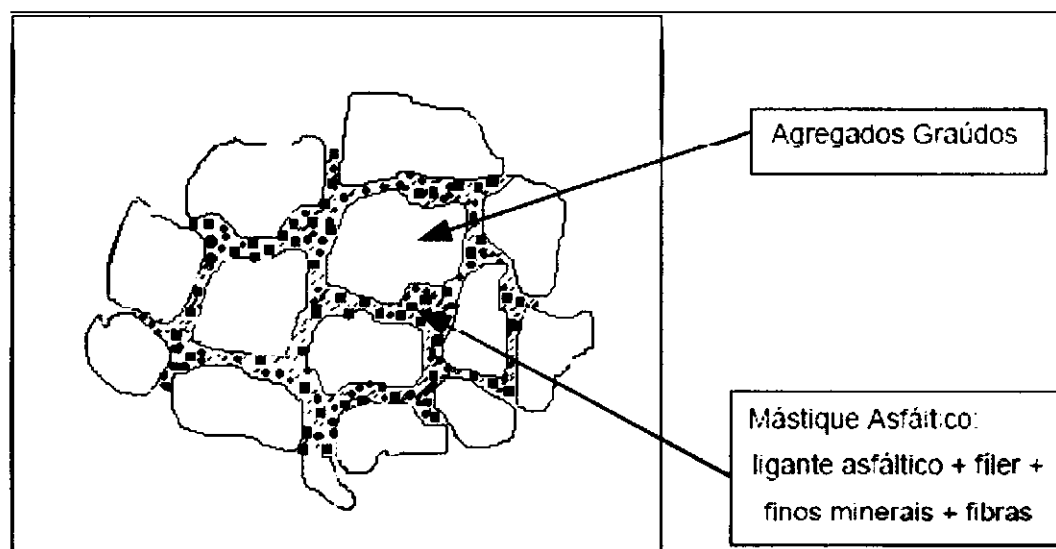 Agregados Graúdos
Mástique Asfáltico:
ligante asfáltico + fíler +
finos minerais + fibras